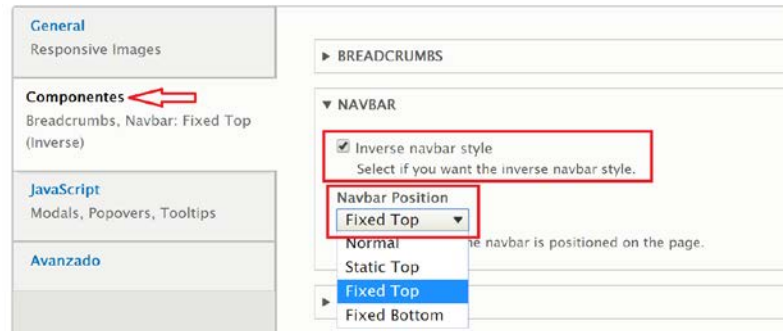 General
Responsive Images
Componentes
Breadcrumbs, Navbar: Fixed Top
(Inverse)
JavaScript
Modals, Popovers, Tooltips
Avanzado
BREADCRUMBS
NAVBAR
Inverse navbar style
Select if you want the inverse navbar style.
Navbar Position
Fixed Top
Normal
navbar is positioned on the page.
Static Top
Fixed Top
Fixed Bottom